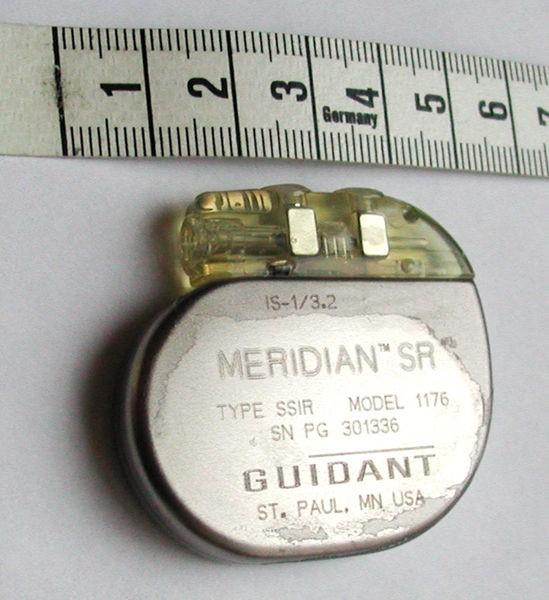 1 2 3 4 5 6 7
Germany
IS-1/3.2
MERIDIAN™ SR
TYPE SSIR MODEL 1176
SN PG 301336
GUIDANT
ST. PAUL, MN USA